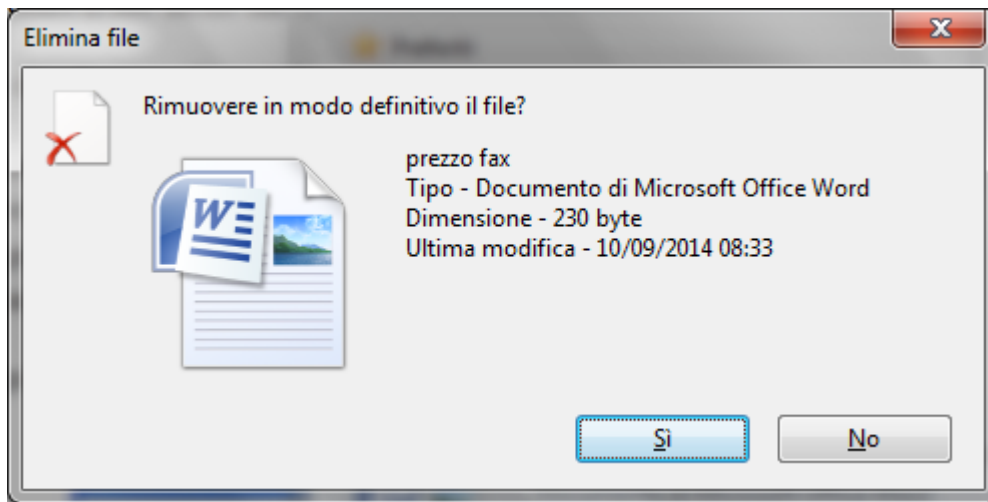 Elimina file
Rimuovere in modo definitivo il file?
prezzo fax
Tipo - Documento di Microsoft Office Word
Dimensione - 230 byte
Ultima modifica - 10/09/2014 08:33
W
Sì
No